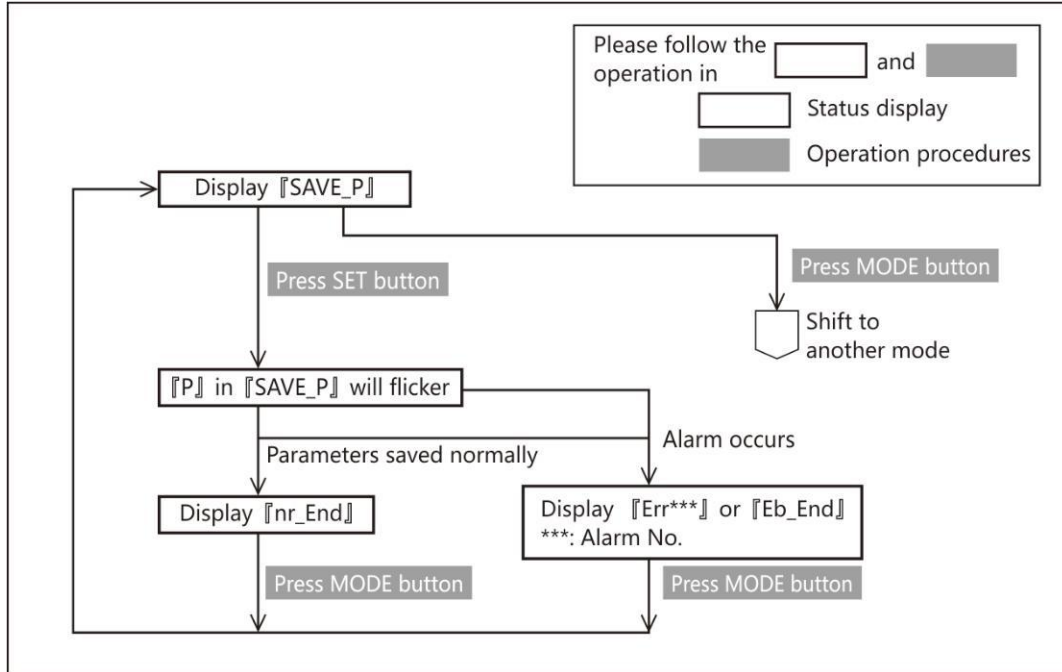 Please follow the
operation in and
Status display
Operation procedures
Display『SAVE_P』
Press SET button
Press MODE button
Shift to
another mode
『P』in『SAVE_P』will flicker
Parameters saved normally
Alarm occurs
Display『nr_End』
Display 『Err***』or『Eb_End』
***: Alarm No.
Press MODE button
Press MODE button